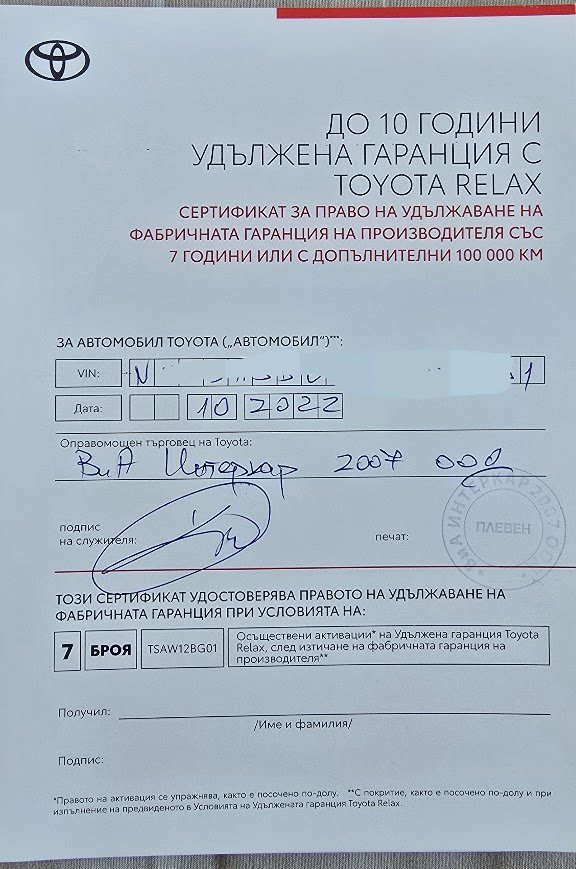 ДО 10 ГОДИНИ
УДЪЛЖЕНА ГАРАНЦИЯ С
TOYOTA RELAX
СЕРТИФИКАТ ЗА ПРАВО НА УДЪЛЖАВАНЕ НА
ФАБРИЧНАТА ГАРАНЦИЯ НА ПРОИЗВОДИТЕЛЯ СЪС
7 ГОДИНИ ИЛИ С ДОПЪЛНИТЕЛНИ 100 000 КМ
ЗА АВТОМОБИЛ TOYOTA („АВТОМОБИЛ")***:
VIN: N 1
Дата: 10 2022
Оправомощен търговец на Toyota:
ВиА Интеркар 2007 ООД
подпис
на служителя:
печат:
ВИА ИНТЕРКАР 2007 ООД
ПЛЕВЕН
ТОЗИ СЕРТИФИКАТ УДОСТОВЕРЯВА ПРАВОТО НА УДЪЛЖАВАНЕ НА
ФАБРИЧНАТА ГАРАНЦИЯ ПРИ УСЛОВИЯТА НА:
7 БРОЯ TSAW12BG01
Осъществени активации* на Удължена гаранция Toyota
Relax, след изтичане на фабричната гаранция на
производителя**
Получил:
/Име и фамилия/
Подпис:
*Правото на активация се упражнява, както е посочено по-долу. **С покритие, както е посочено по-долу и при
изпълнение на предвиденото в Условията на Удължената гаранция Toyota Relax.